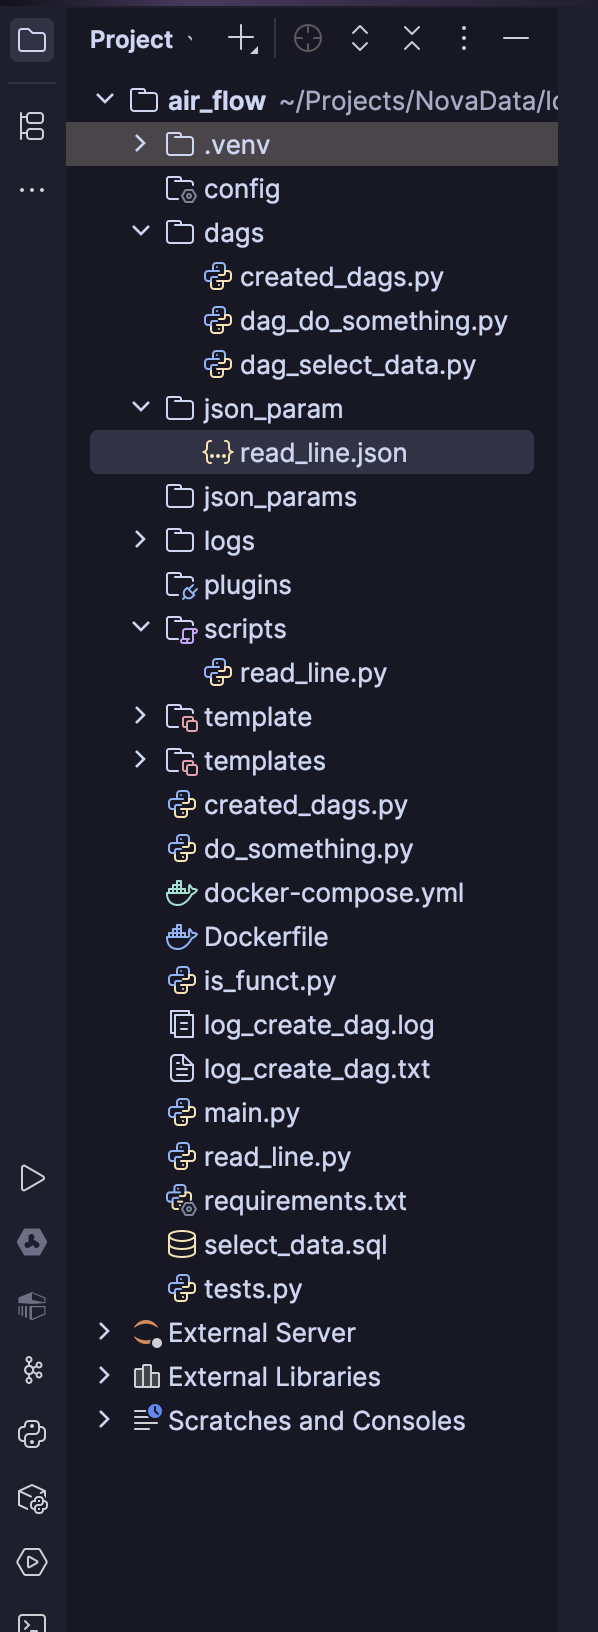 Project
air_flow ~/Projects/NovaData/
.venv
config
dags
created_dags.py
dag_do_something.py
dag_select_data.py
json_param
read_line.json
json_params
logs
plugins
scripts
read_line.py
template
templates
created_dags.py
do_something.py
docker-compose.yml
Dockerfile
is_funct.py
log_create_dag.log
log_create_dag.txt
main.py
read_line.py
requirements.txt
select_data.sql
tests.py
External Server
External Libraries
Scratches and Consoles